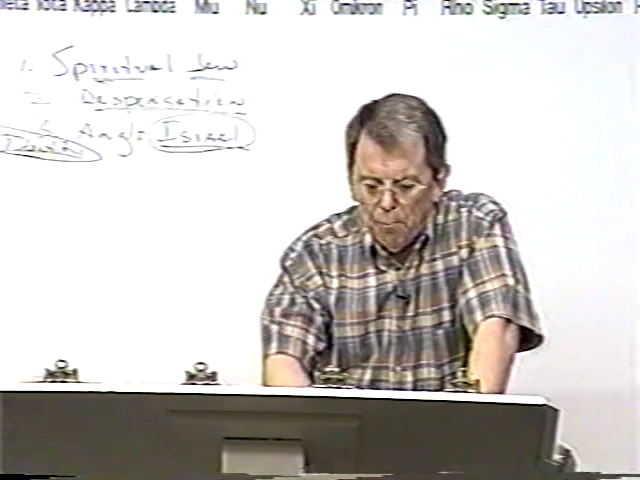 Iota Kappa Lambda Mu Nu Xi Omikron Pi Rho Sigma Tau Upsilon
1. Spiritual Jew
2. Despensation
3. Anglo Israel